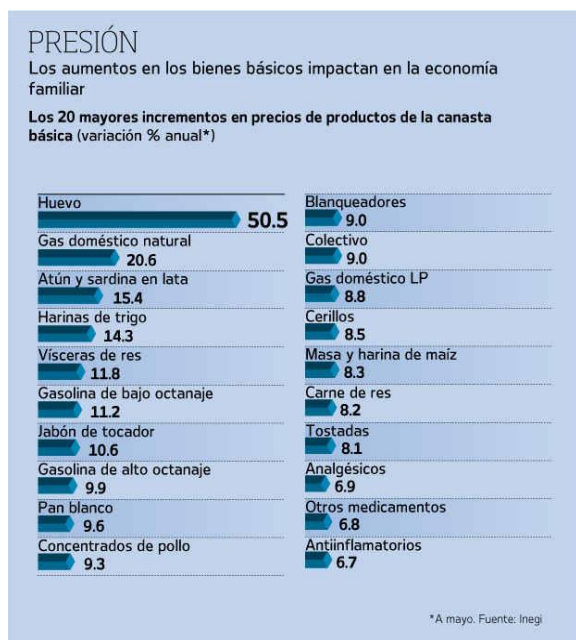 PRESIÓN
Los aumentos en los bienes básicos impactan en la economía
familiar
Los 20 mayores incrementos en precios de productos de la canasta
básica (variación % anual*)
Huevo
50.5
Gas doméstico natural
20.6
Atún y sardina en lata
15.4
Harinas de trigo
14.3
Vísceras de res
11.8
Gasolina de bajo octanaje
11.2
Jabón de tocador
10.6
Gasolina de alto octanaje
9.9
Pan blanco
9.6
Concentrados de pollo
9.3
Blanqueadores
9.0
Colectivo
9.0
Gas doméstico LP
8.8
Cerillos
8.5
Masa y harina de maíz
8.3
Carne de res
8.2
Tostadas
8.1
Analgésicos
6.9
Otros medicamentos
6.8
Antiinflamatorios
6.7
*A mayo. Fuente: Inegi